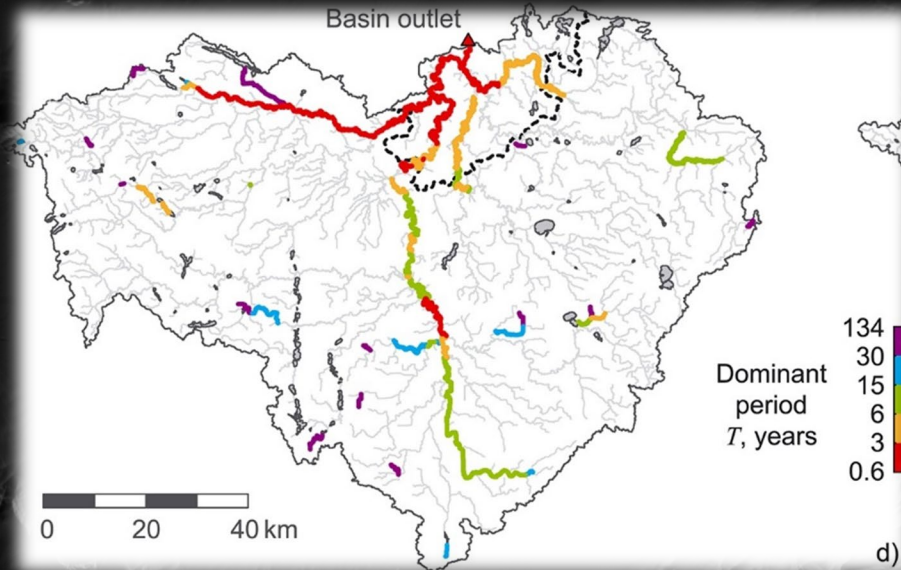 Basin outlet
134
30
15
6
3
0.6
Dominant
period
T, years
0 20 40 km
d)